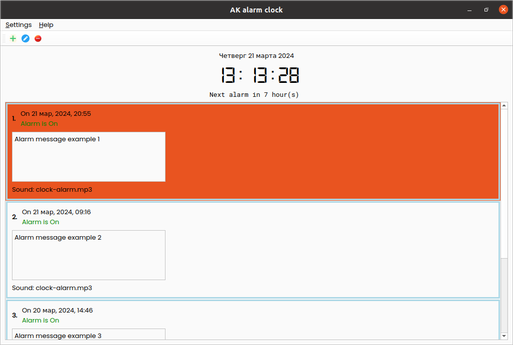 AK alarm clock
Settings Help
Четверг 21 марта 2024
13:13:28
Next alarm in 7 hour(s)
1. On 21 мар, 2024, 20:55
Alarm is On
Alarm message example 1
Sound: clock-alarm.mp3
2. On 21 мар, 2024, 09:16
Alarm is On
Alarm message example 2
Sound: clock-alarm.mp3
3. On 20 мар, 2024, 14:46
Alarm is On
Alarm message example 3